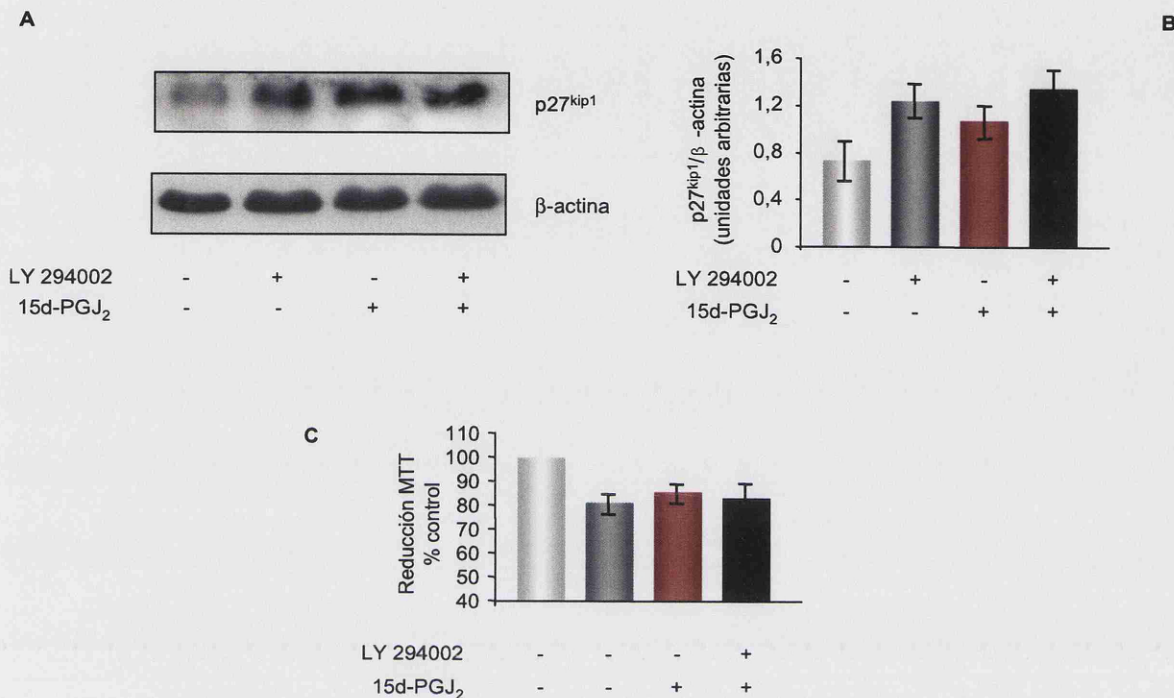 A
p27kip1
β-actina
LY 294002 - + - +
15d-PGJ2 - - + +
B
p27kip1/β -actina
(unidades arbitrarias)
1,6
1,2
0,8
0,4
0
LY 294002 - + - +
15d-PGJ2 - - + +
C
Reducción MTT
% control
110
100
90
80
70
60
50
40
LY 294002 - - - +
15d-PGJ2 - - + +